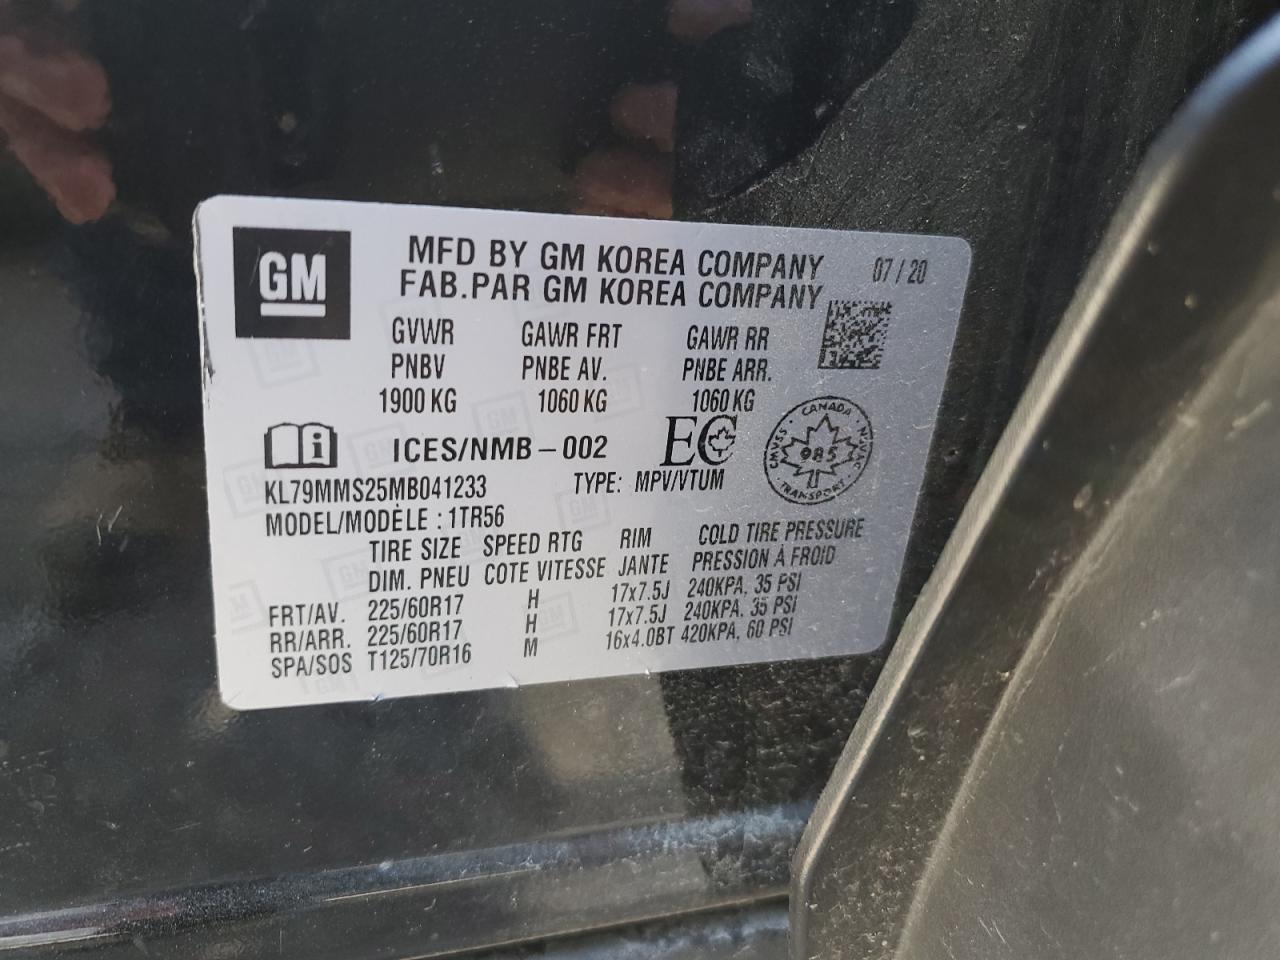 GM
MFD BY GM KOREA COMPANY 07/20
FAB.PAR GM KOREA COMPANY
GVWR GAWR FRT GAWR RR
PNBV PNBE AV. PNBE ARR.
1900 KG 1060 KG 1060 KG
i ICES/NMB-002 EC
CANADA
CMVSS 985 NSVAC
TRANSPORT
KL79MMS25MB041233 TYPE: MPV/VTUM
MODEL/MODÈLE : 1TR56
TIRE SIZE SPEED RTG RIM COLD TIRE PRESSURE
DIM. PNEU COTE VITESSE JANTE PRESSION À FROID
FRT/AV. 225/60R17 H 17x7.5J 240KPA, 35 PSI
RR/ARR. 225/60R17 H 17x7.5J 240KPA, 35 PSI
SPA/SOS T125/70R16 M 16x4.0BT 420KPA, 60 PSI